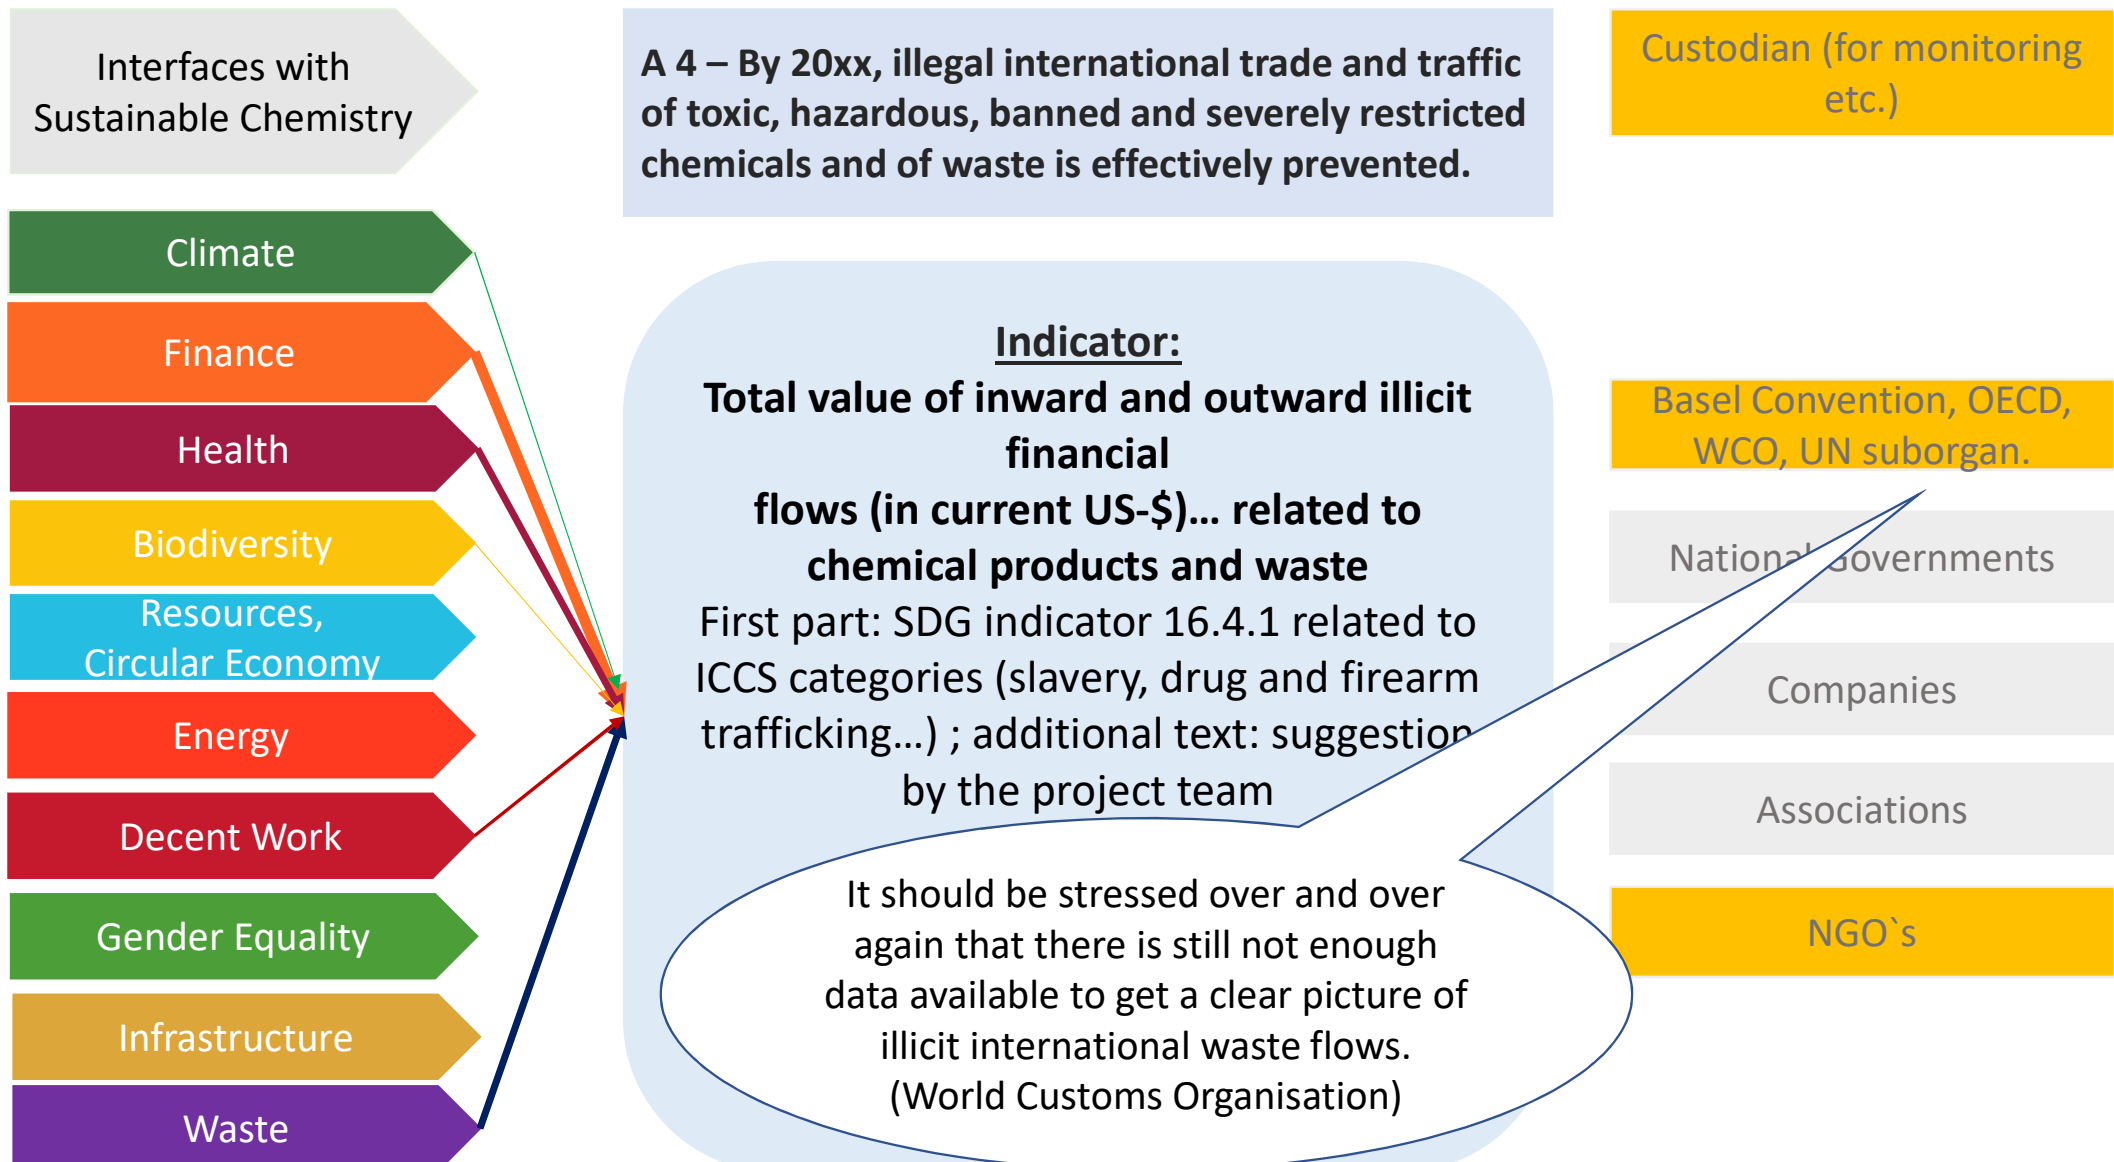 Interfaces with
Sustainable Chemistry
A 4 – By 20xx, illegal international trade and traffic
of toxic, hazardous, banned and severely restricted
chemicals and of waste is effectively prevented.
Custodian (for monitoring
etc.)
Climate
Finance
Health
Biodiversity
Resources,
Circular Economy
Energy
Decent Work
Gender Equality
Infrastructure
Waste
Indicator:
Total value of inward and outward illicit
financial
flows (in current US-$)… related to
chemical products and waste
First part: SDG indicator 16.4.1 related to
ICCS categories (slavery, drug and firearm
trafficking…) ; additional text: suggestion
by the project team
It should be stressed over and over
again that there is still not enough
data available to get a clear picture of
illicit international waste flows.
(World Customs Organisation)
Basel Convention, OECD,
WCO, UN suborgan.
National Governments
Companies
Associations
NGO`s